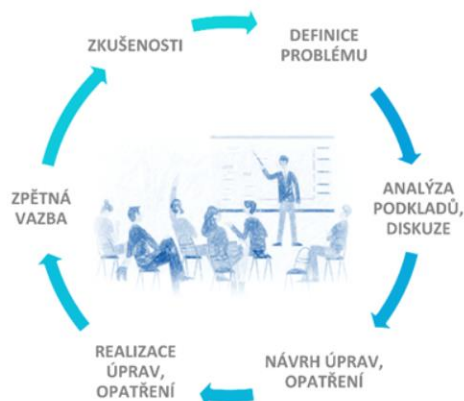 ZKUŠENOSTI
DEFINICE
PROBLÉMU
ANALÝZA
PODKLADŮ,
DISKUZE
NÁVRH ÚPRAV,
OPATŘENÍ
REALIZACE
ÚPRAV,
OPATŘENÍ
ZPĚTNÁ
VAZBA